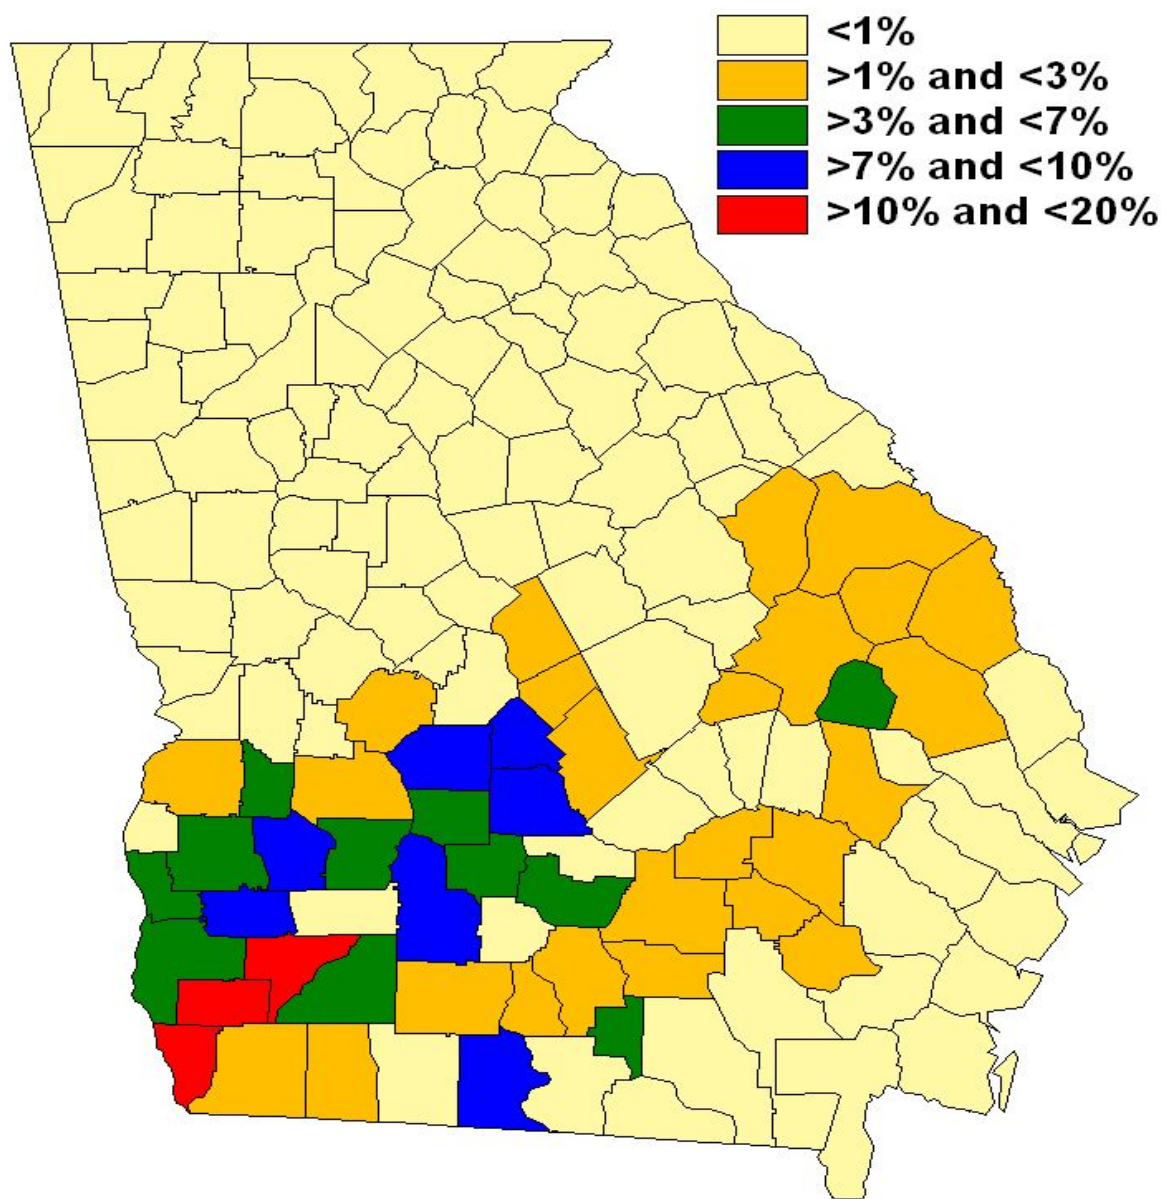 <1%
>1% and <3%
>3% and <7%
>7% and <10%
>10% and <20%